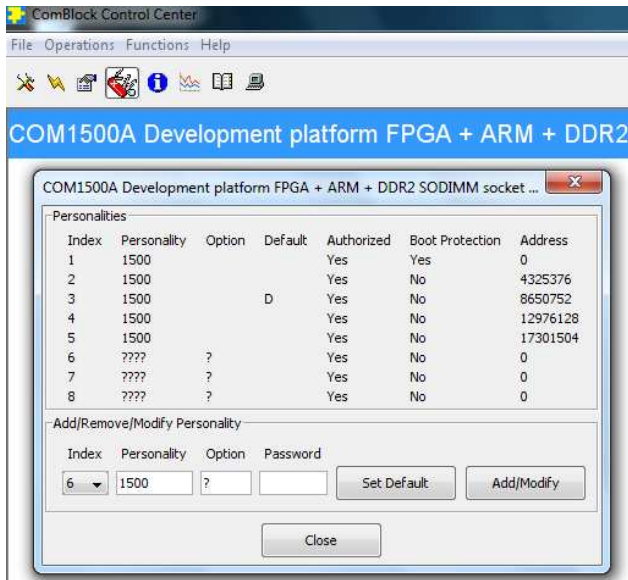 ComBlock Control Center
File Operations Functions Help
COM1500A Development platform FPGA + ARM + DDR2
COM1500A Development platform FPGA + ARM + DDR2 SODIMM socket ...
Personalities
Index Personality Option Default Authorized Boot Protection Address
1 1500 Yes Yes 0
2 1500 Yes No 4325376
3 1500 D Yes No 8650752
4 1500 Yes No 12976128
5 1500 Yes No 17301504
6 ???? ? Yes No 0
7 ???? ? Yes No 0
8 ???? ? Yes No 0
Add/Remove/Modify Personality
Index Personality Option Password
6 1500 ? Set Default Add/Modify
Close